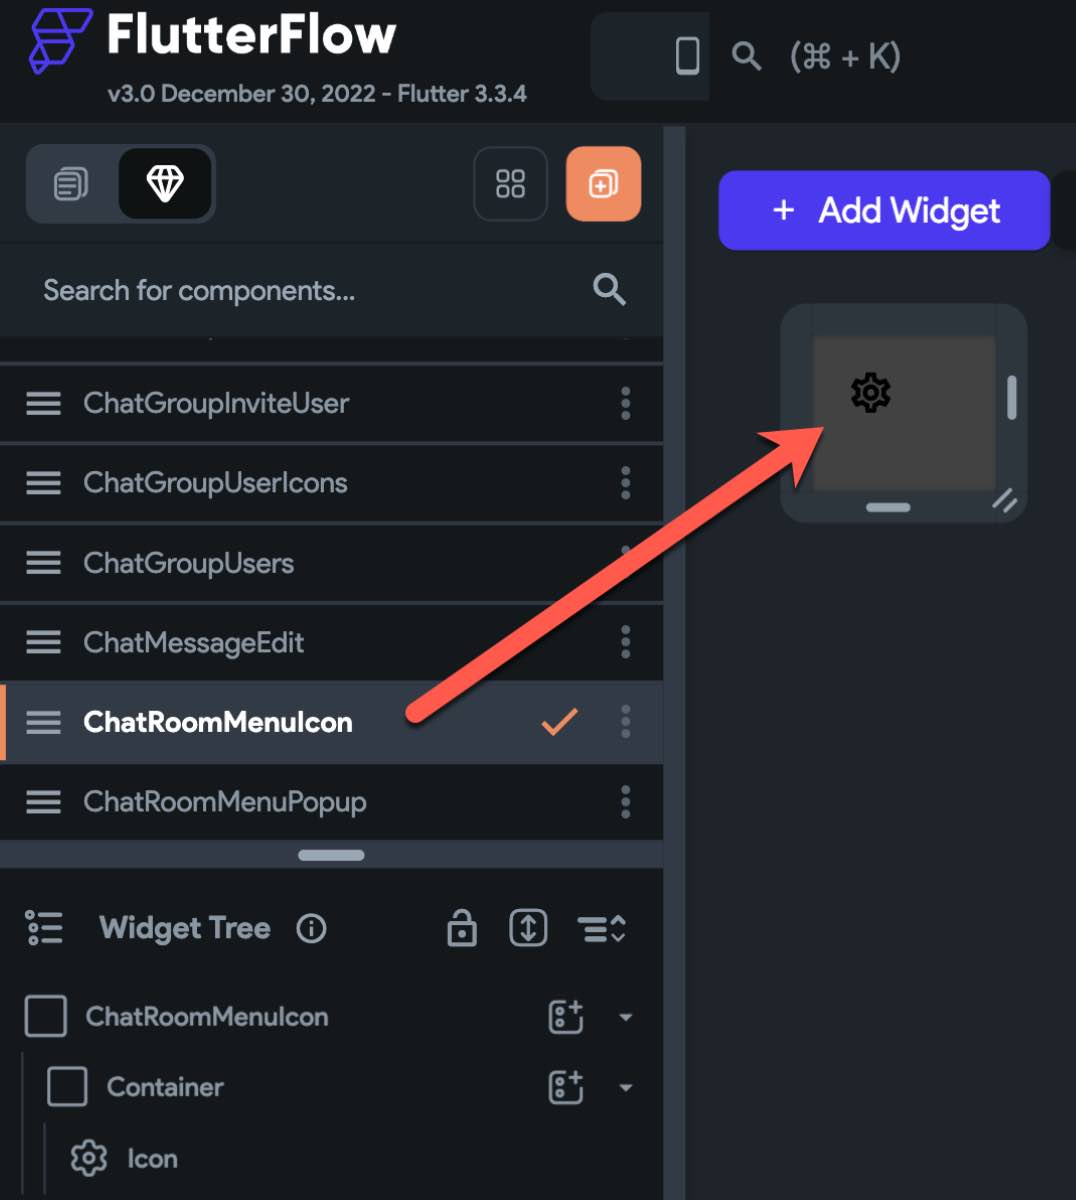 FlutterFlow
v3.0 December 30, 2022 - Flutter 3.3.4
(⌘ + K)
+ Add Widget
Search for components...
ChatGroupInviteUser
ChatGroupUserIcons
ChatGroupUsers
ChatMessageEdit
ChatRoomMenuIcon
ChatRoomMenuPopup
Widget Tree
ChatRoomMenuIcon
Container
Icon